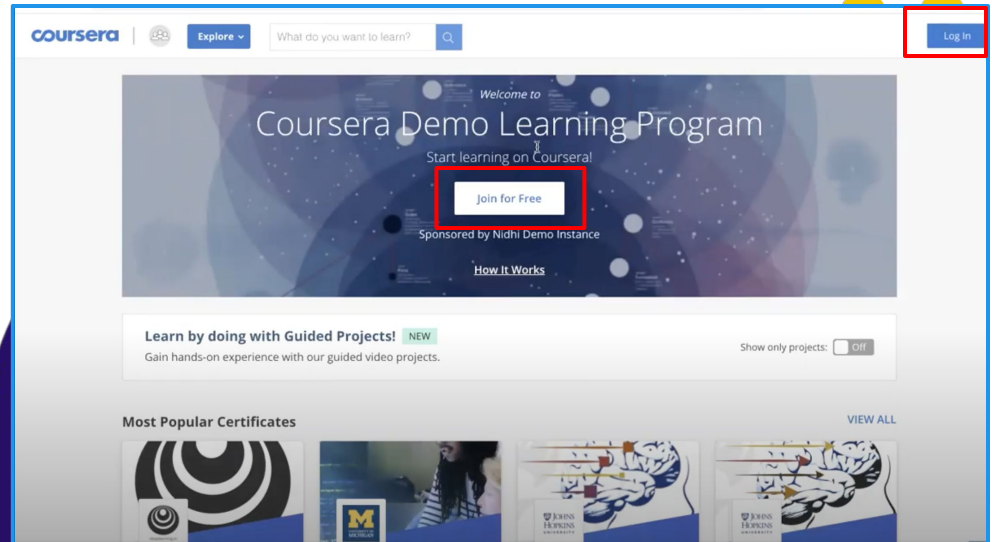 coursera
Explore
What do you want to learn?
Log In
Welcome to
Coursera Demo Learning Program
Start learning on Coursera!
Join for Free
Sponsored by Nidhi Demo Instance
How It Works
Learn by doing with Guided Projects! NEW
Gain hands-on experience with our guided video projects.
Show only projects: Off
Most Popular Certificates
VIEW ALL
M
JOHNS
HOPKINS
UNIVERSITY
JOHNS
HOPKINS
UNIVERSITY